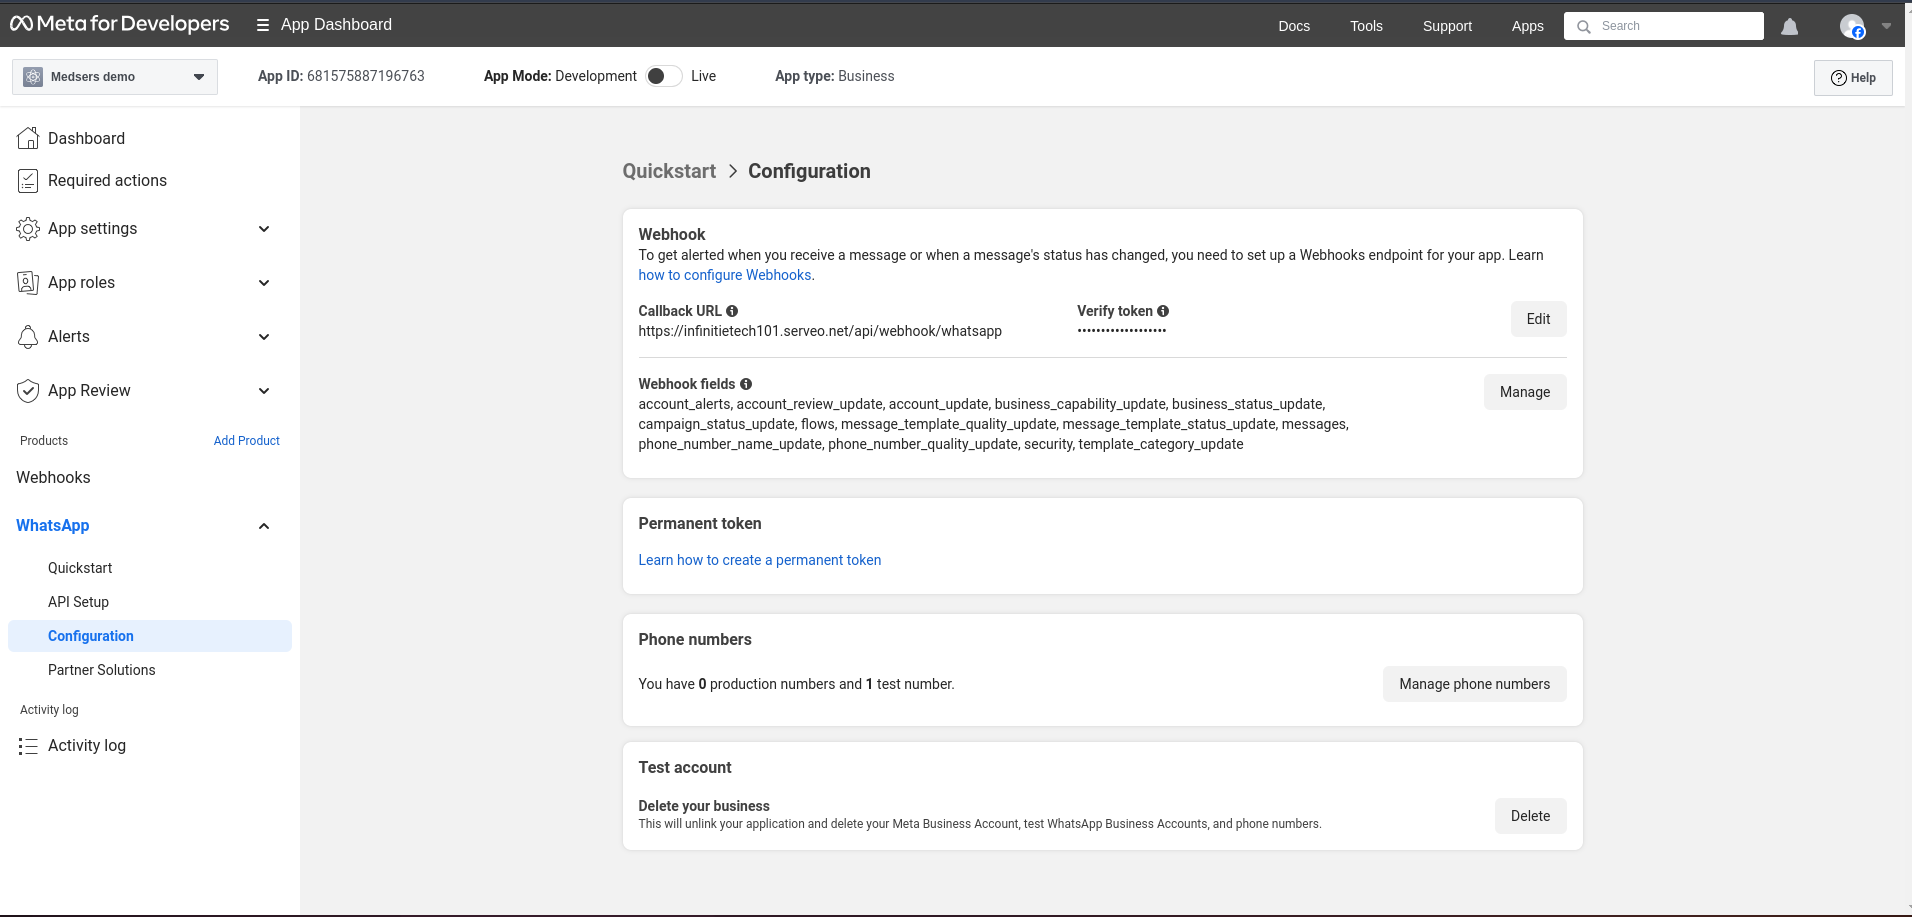 Meta for Developers
App Dashboard
Docs
Tools
Support
Apps
Search
Medsers demo
App ID: 681575887196763
App Mode: Development
Live
App type: Business
Help
Dashboard
Required actions
App settings
App roles
Alerts
App Review
Products
Add Product
Webhooks
WhatsApp
Quickstart
API Setup
Configuration
Partner Solutions
Activity log
Activity log
Quickstart > Configuration
Webhook
To get alerted when you receive a message or when a message's status has changed, you need to set up a Webhooks endpoint for your app. Learn
how to configure Webhooks.
Callback URL
https://infinitietech101.serveo.net/api/webhook/whatsapp
Verify token
•••••••••••••••••••
Edit
Webhook fields
account_alerts, account_review_update, account_update, business_capability_update, business_status_update,
campaign_status_update, flows, message_template_quality_update, message_template_status_update, messages,
phone_number_name_update, phone_number_quality_update, security, template_category_update
Manage
Permanent token
Learn how to create a permanent token
Phone numbers
You have 0 production numbers and 1 test number.
Manage phone numbers
Test account
Delete your business
This will unlink your application and delete your Meta Business Account, test WhatsApp Business Accounts, and phone numbers.
Delete